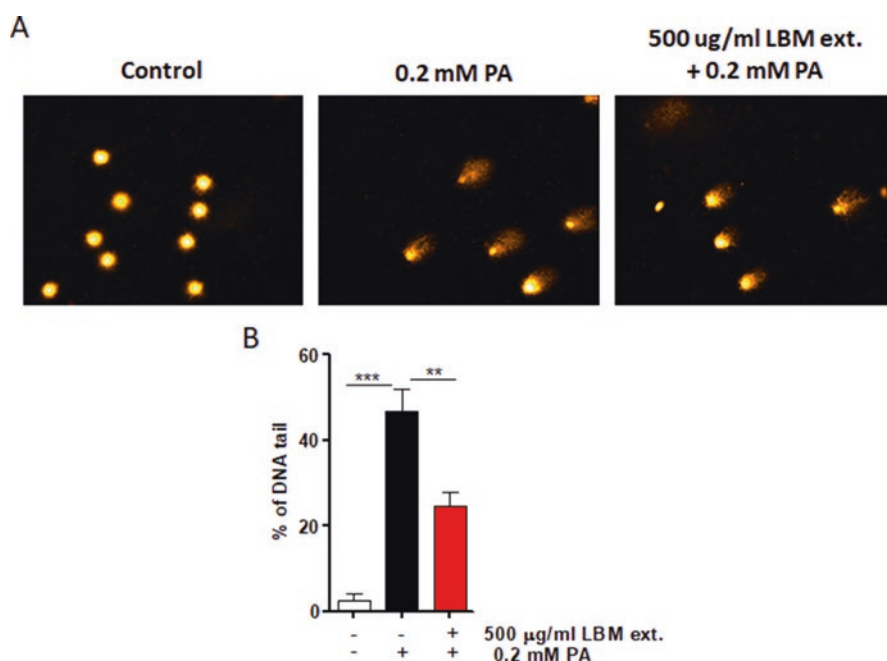 A
Control
0.2 mM PA
500 ug/ml LBM ext.
+ 0.2 mM PA
B
60
40
20
0
% of DNA tail
***
**
- - + 500 µg/ml LBM ext.
- + + 0.2 mM PA